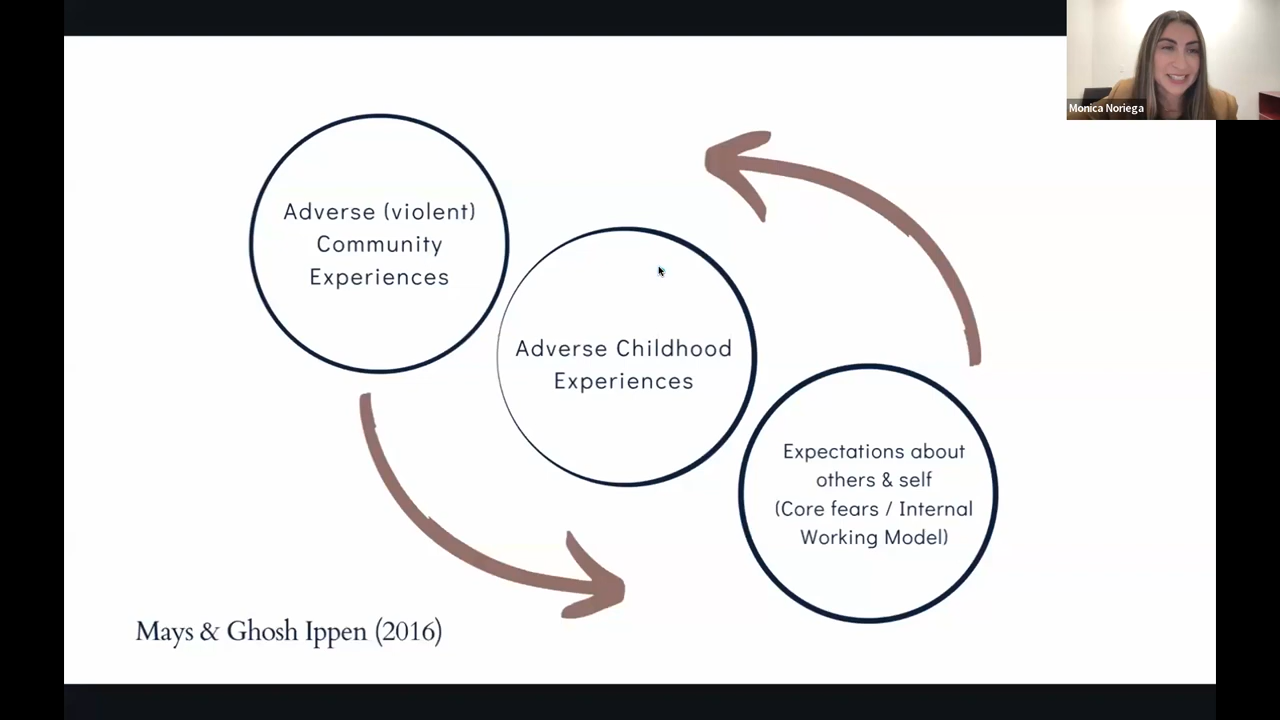 Monica Noriega
Adverse (violent)
Community
Experiences
Adverse Childhood
Experiences
Expectations about
others & self
(Core fears / Internal
Working Model)
Mays & Ghosh Ippen (2016)